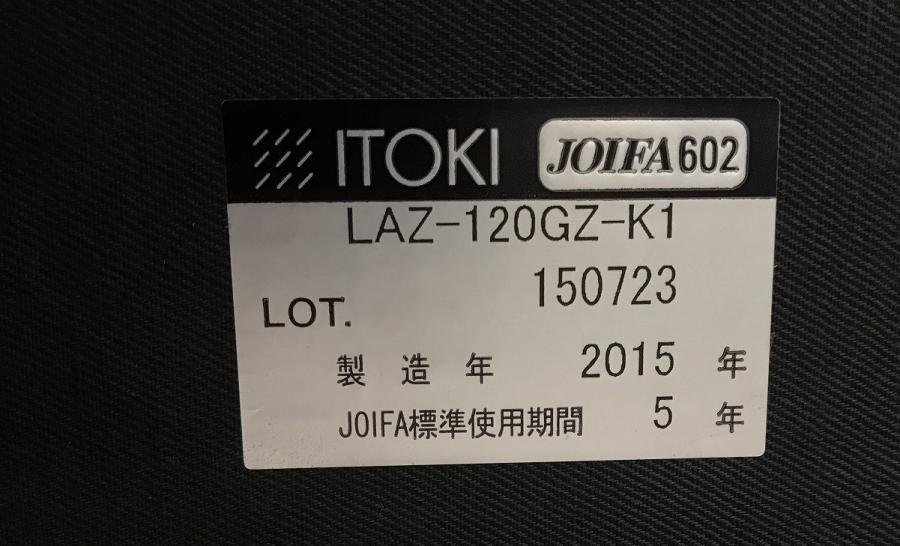 ITOKI JOIFA602
LAZ-120GZ-K1
150723
LOT.
製造年 2015 年
JOIFA標準使用期間 5 年